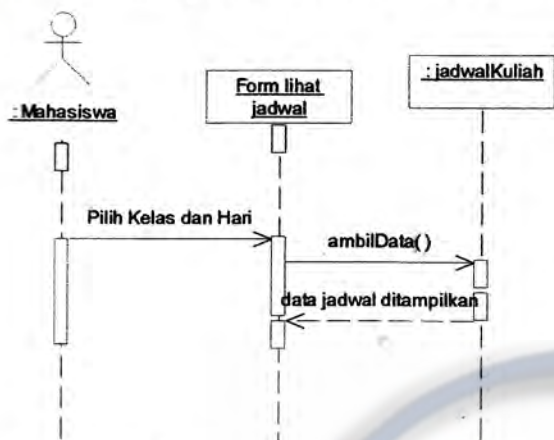 : jadwalKuliah
Form lihat
jadwal
: Mahasiswa
Pilih Kelas dan Hari
ambilData( )
data jadwal ditampilkan